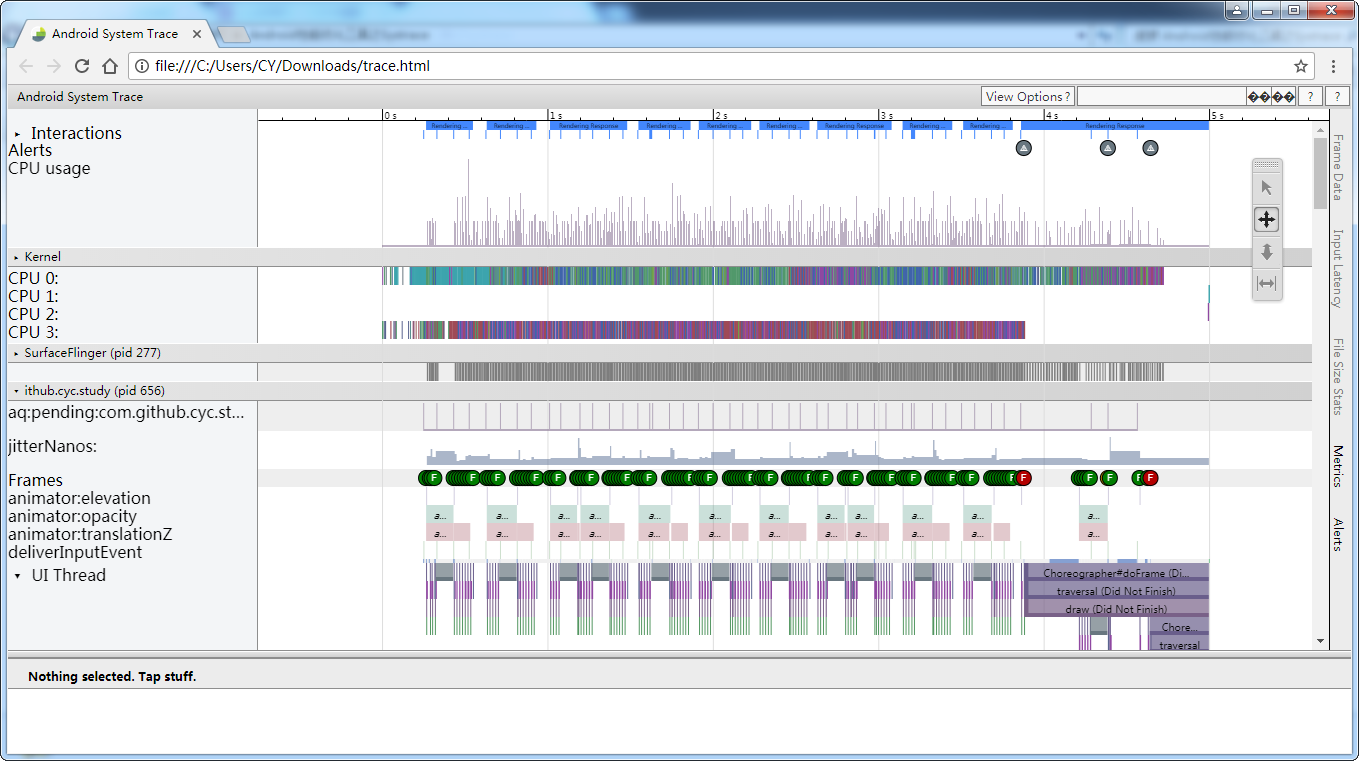 Android System Trace
file:///C:/Users/CY/Downloads/trace.html
Android System Trace
View Options?
����
?
?
0 s
1 s
2 s
3 s
4 s
5 s
Interactions
Rendering ...
Rendering ...
Rendering Response
Rendering ...
Rendering ...
Rendering ...
Rendering Response
Rendering ...
Rendering ...
Rendering Response
Alerts
CPU usage
Kernel
CPU 0:
CPU 1:
CPU 2:
CPU 3:
SurfaceFlinger (pid 277)
ithub.cyc.study (pid 656)
aq:pending:com.github.cyc.st...
jitterNanos:
Frames
F F F F F F F F F F F F F F F F F F F F F F F
animator:elevation
animator:opacity
a... a... a... a... a... a... a... a... a... a... a... a...
animator:translationZ
a... a... a... a... a... a... a... a... a... a... a... a...
deliverInputEvent
UI Thread
Choreographer#doFrame (Di...
traversal (Did Not Finish)
draw (Did Not Finish)
Chore...
traversal
Frame Data
Input Latency
File Size Stats
Metrics
Alerts
Nothing selected. Tap stuff.